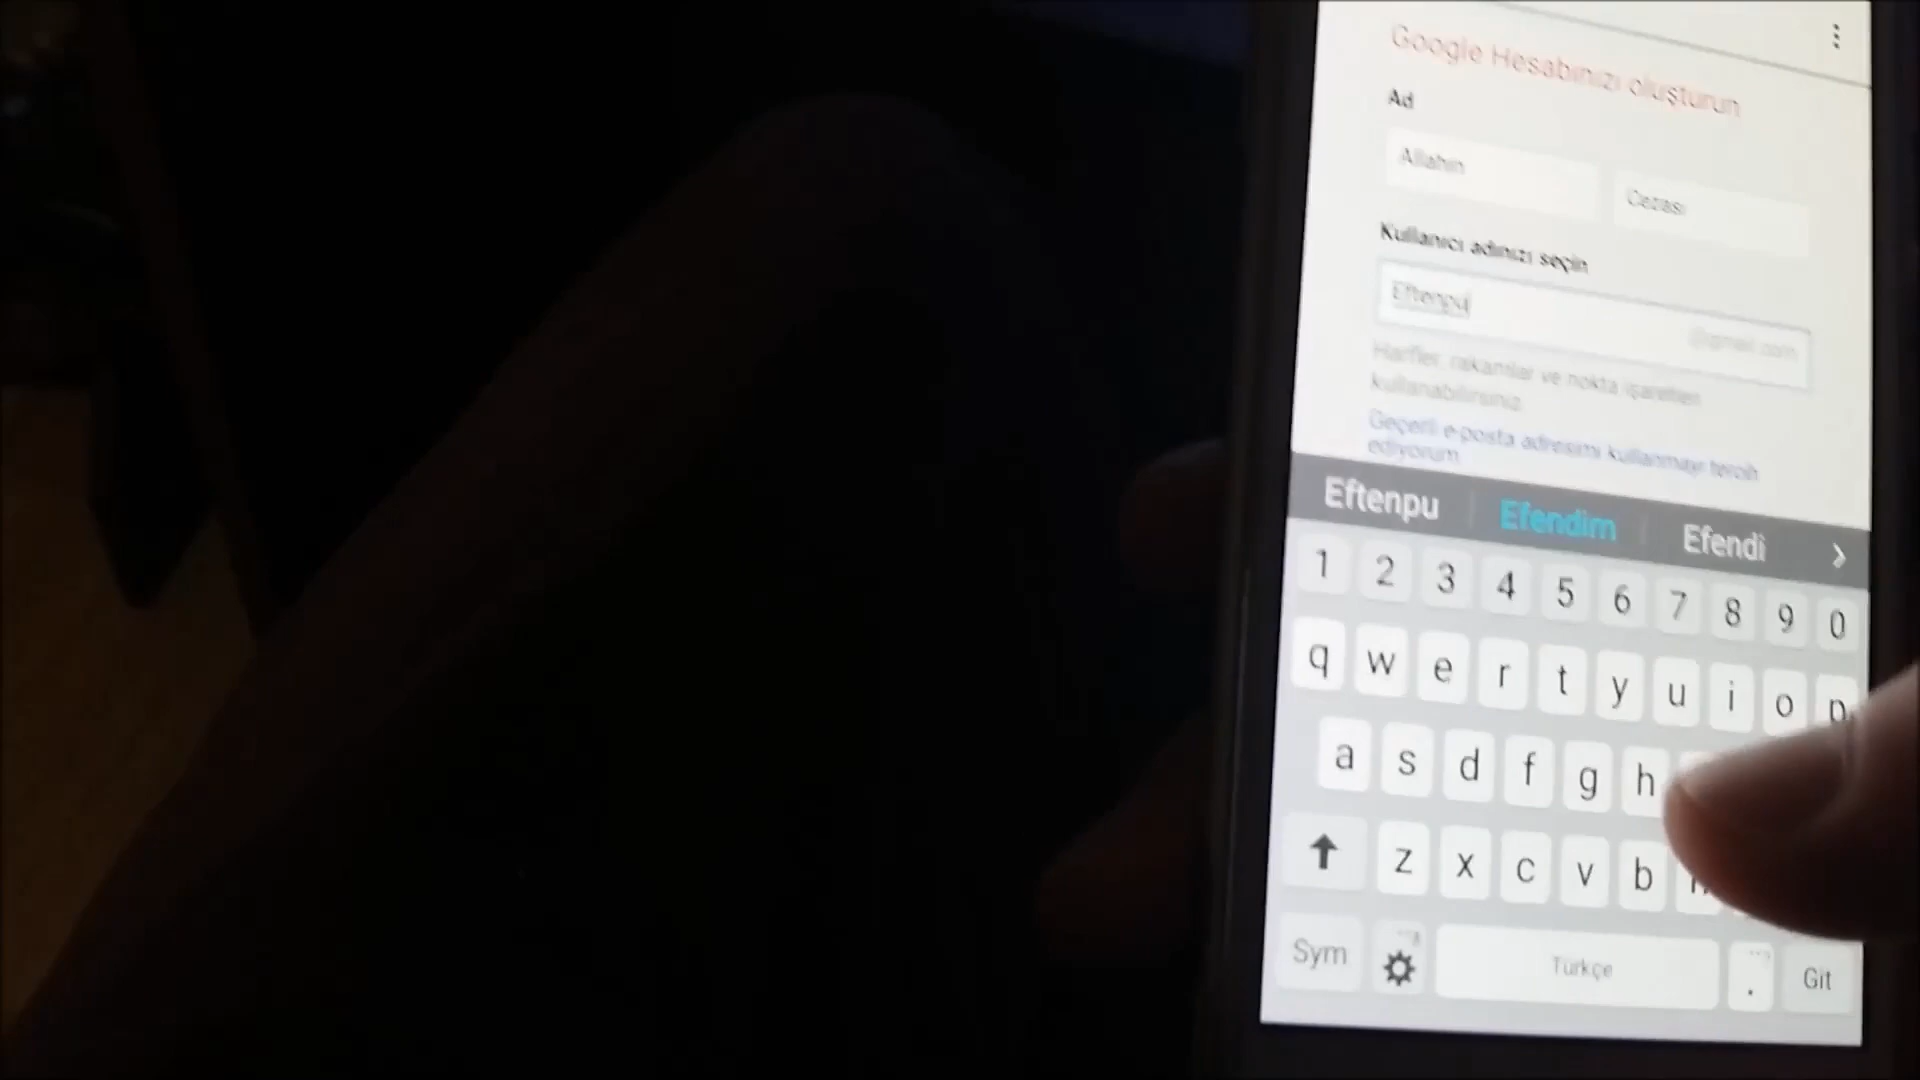 Google Hesabınızı oluşturun
Ad
Allahın
Cezası
Kullanıcı adınızı seçin
Eftenpu
@gmail.com
Harfler, rakamlar ve nokta işaretleri
kullanabilirsiniz.
Geçerli e-posta adresimi kullanmayı tercih
ediyorum
Eftenpu Efendim Efendi
1 2 3 4 5 6 7 8 9 0
q w e r t y u i o p
a s d f g h
z x c v b
Sym Türkçe . Git